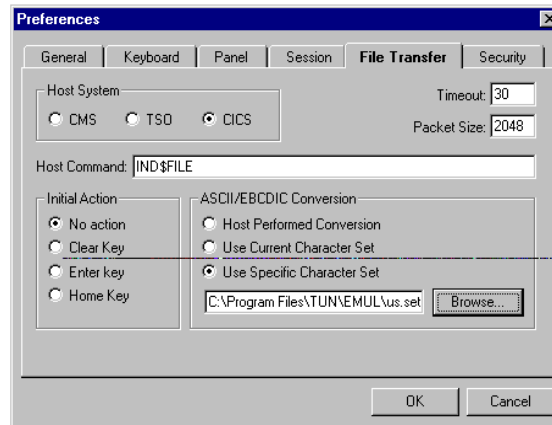 Preferences
General Keyboard Panel Session File Transfer Security
Host System
CMS TSO CICS
Timeout: 30
Packet Size: 2048
Host Command: IND$FILE
Initial Action
No action
Clear Key
Enter key
Home Key
ASCII/EBCDIC Conversion
Host Performed Conversion
Use Current Character Set
Use Specific Character Set
C:\Program Files\TUN\EMUL\us.set Browse...
OK Cancel